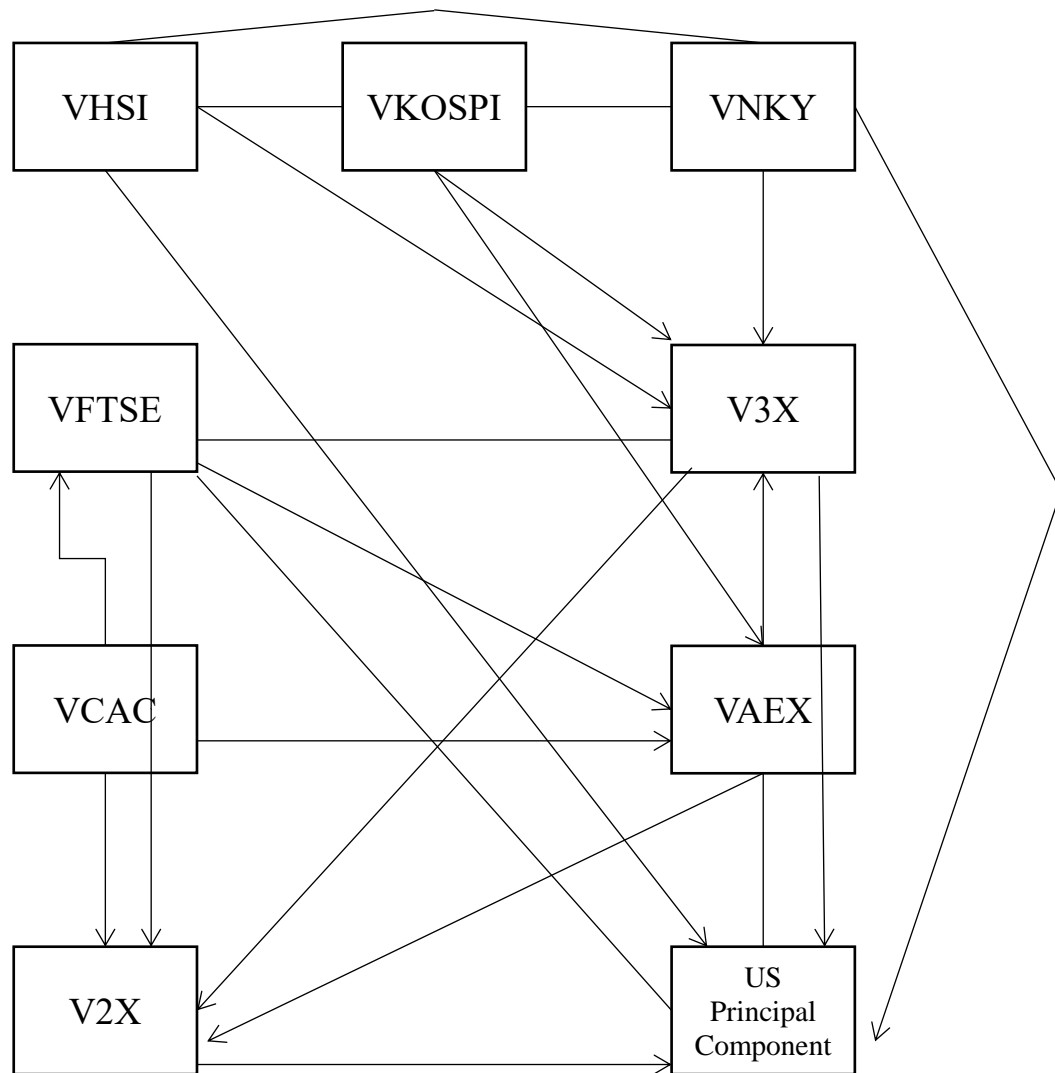 VHSI
VKOSPI
VNKY
VFTSE
V3X
VCAC
VAEX
V2X
US
Principal
Component